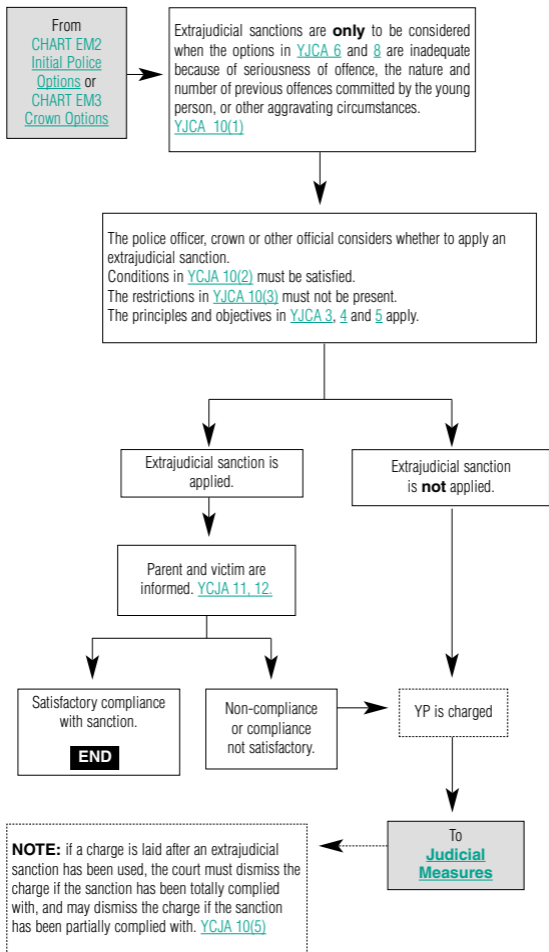 From
CHART EM2
Initial Police
Options or
CHART EM3
Crown Options
Extrajudicial sanctions are only to be considered
when the options in YJCA 6 and 8 are inadequate
because of seriousness of offence, the nature and
number of previous offences committed by the young
person, or other aggravating circumstances.
YJCA 10(1)
The police officer, crown or other official considers whether to apply an
extrajudicial sanction.
Conditions in YCJA 10(2) must be satisfied.
The restrictions in YJCA 10(3) must not be present.
The principles and objectives in YJCA 3, 4 and 5 apply.
Extrajudicial sanction is
applied.
Extrajudicial sanction
is not applied.
Parent and victim are
informed. YCJA 11, 12.
Satisfactory compliance
with sanction.
END
Non-compliance
or compliance
not satisfactory.
YP is charged
To
Judicial
Measures
NOTE: if a charge is laid after an extrajudicial
sanction has been used, the court must dismiss the
charge if the sanction has been totally complied
with, and may dismiss the charge if the sanction
has been partially complied with. YCJA 10(5)